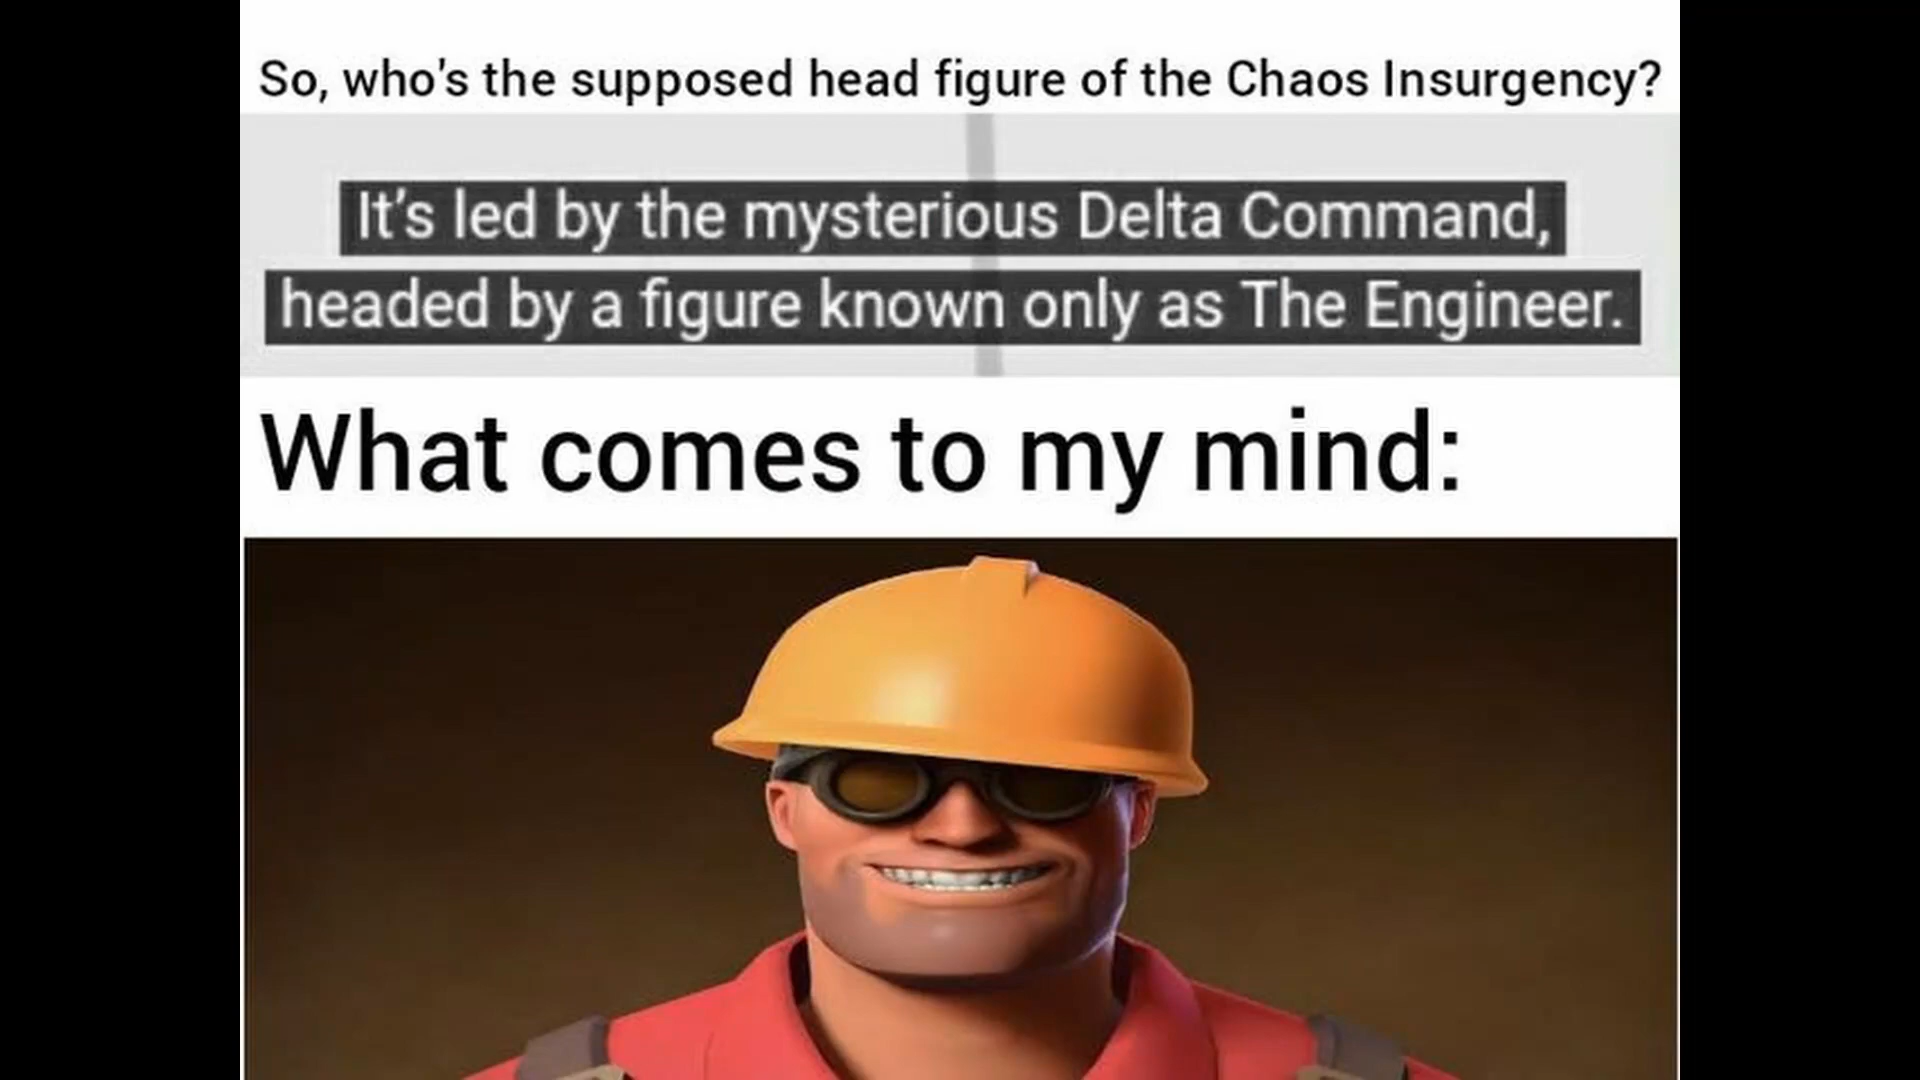 So, who's the supposed head figure of the Chaos Insurgency?
It’s led by the mysterious Delta Command,
headed by a figure known only as The Engineer.
What comes to my mind: